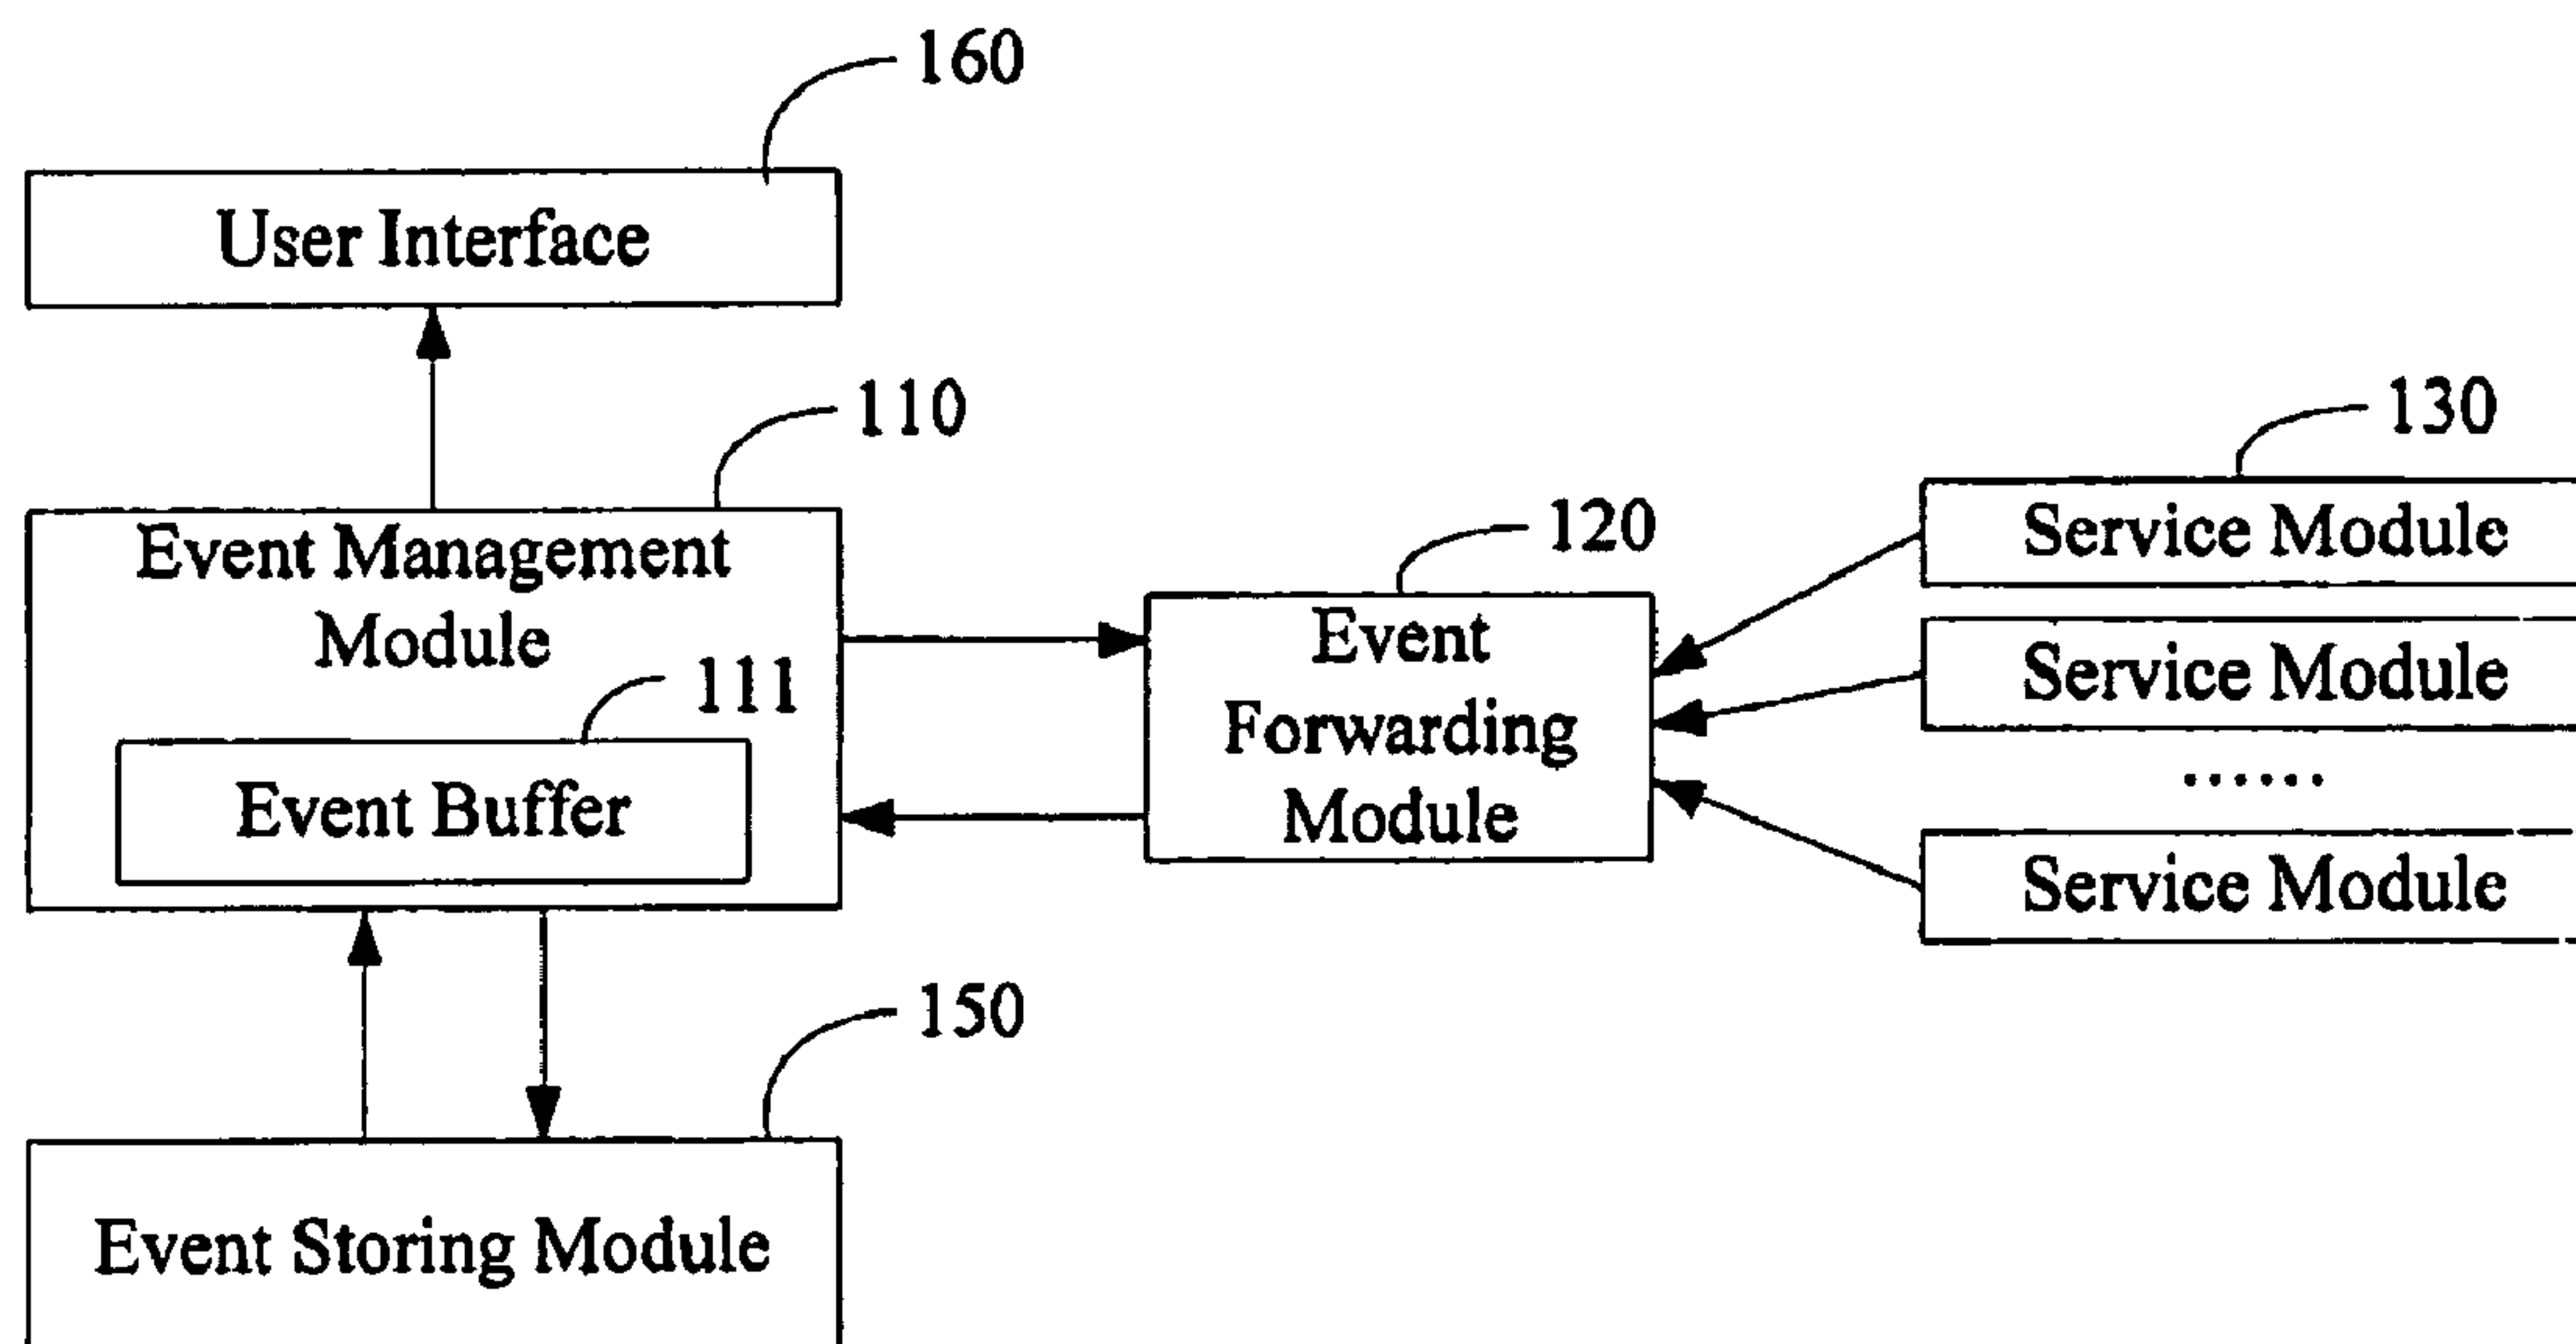 160
User Interface
110
Event Management
Module
111
Event Buffer
120
Event
Forwarding
Module
130
Service Module
Service Module
......
Service Module
150
Event Storing Module